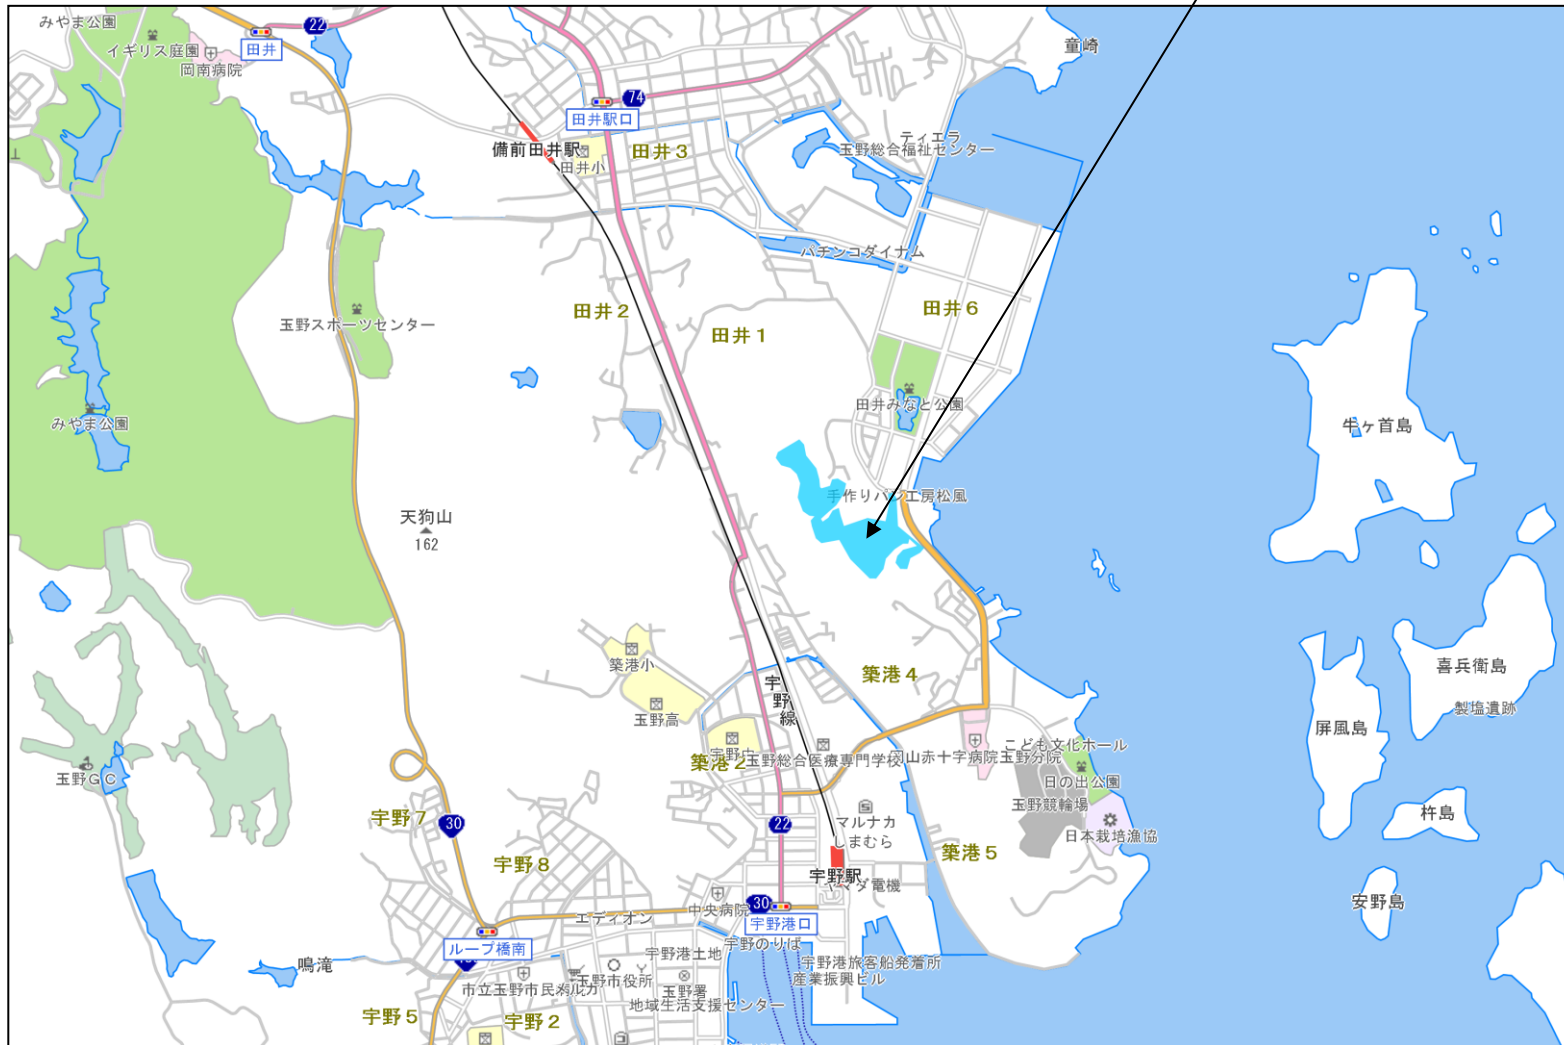 みやま公園
22
イギリス庭園
田井
岡南病院
童崎
74
田井駅口
備前田井駅
田井3
田井小
ティエラ
玉野総合福祉センター
パチンコダイナム
田井2
田井6
玉野スポーツセンター
田井1
田井みなと公園
みやま公園
牛ヶ首島
手作りパン工房松風
天狗山
162
築港小
築港4
喜兵衛島
宇野線
製塩遺跡
玉野高
屏風島
宇野中
こども文化ホール
築港2
玉野総合医療専門学校
岡山赤十字病院玉野分院
玉野GC
日の出公園
玉野競輪場
杵島
宇野7
30
22
マルナカ
しまむら
日本栽培漁協
築港5
宇野8
宇野駅
ヤマダ電機
安野島
中央病院
30
エディオン
宇野港口
ループ橋南
宇野のりば
宇野港土地
鳴滝
宇野港旅客船発着所
産業振興ビル
市立玉野市民病院
メルカ
玉野市役所
玉野署
地域生活支援センター
宇野5
宇野2